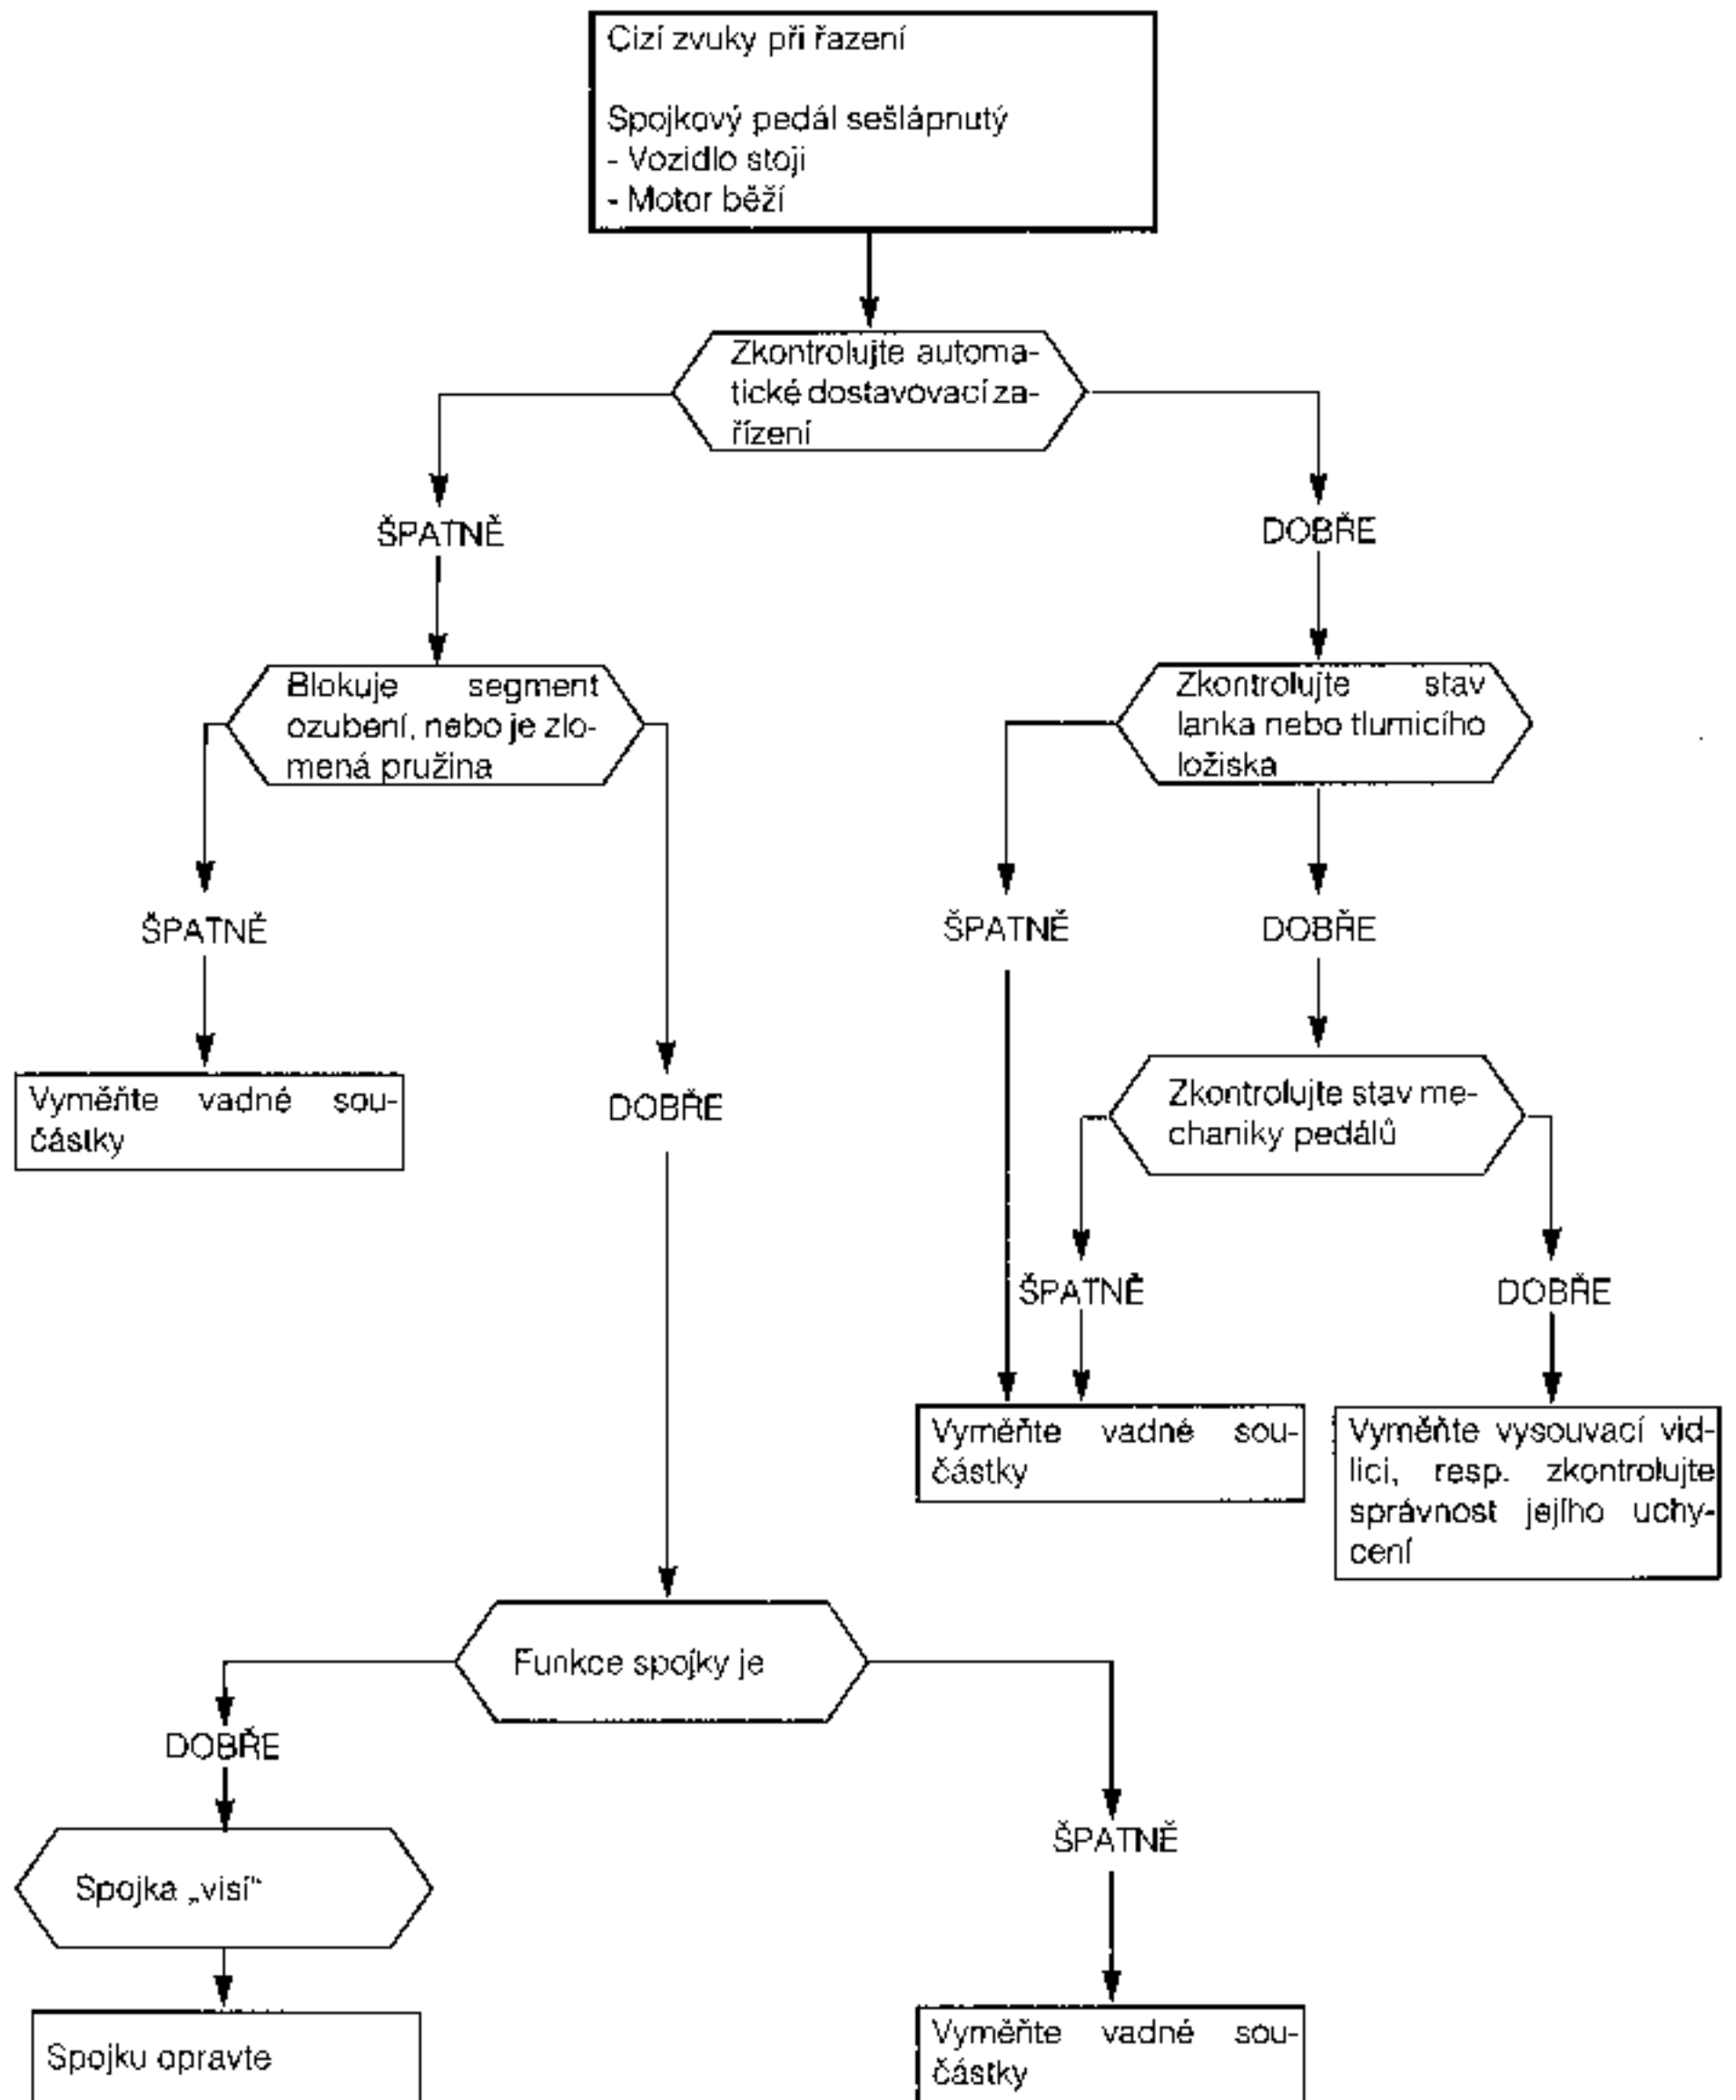 Cizí zvuky při řazení
Spojkový pedál sešlápnutý
- Vozidlo stoji
- Motor běží
Zkontrolujte automa-
tické dostavovací za-
řízení
ŠPATNĚ
DOBŘE
Blokuje segment
ozubení, nebo je zlo-
mená pružina
Zkontrolujte stav
lanka nebo tlumicího
ložiska
ŠPATNĚ
ŠPATNĚ
DOBŘE
Vyměňte vadné sou-
částky
DOBŘE
Zkontrolujte stav me-
chaniky pedálů
ŠPATNĚ
DOBŘE
Vyměňte vadné sou-
částky
Vyměňte vysouvací vid-
lici, resp. zkontrolujte
správnost jejího uchy-
cení
Funkce spojky je
DOBŘE
ŠPATNĚ
Spojka „visí“
Spojku opravte
Vyměňte vadné sou-
částky